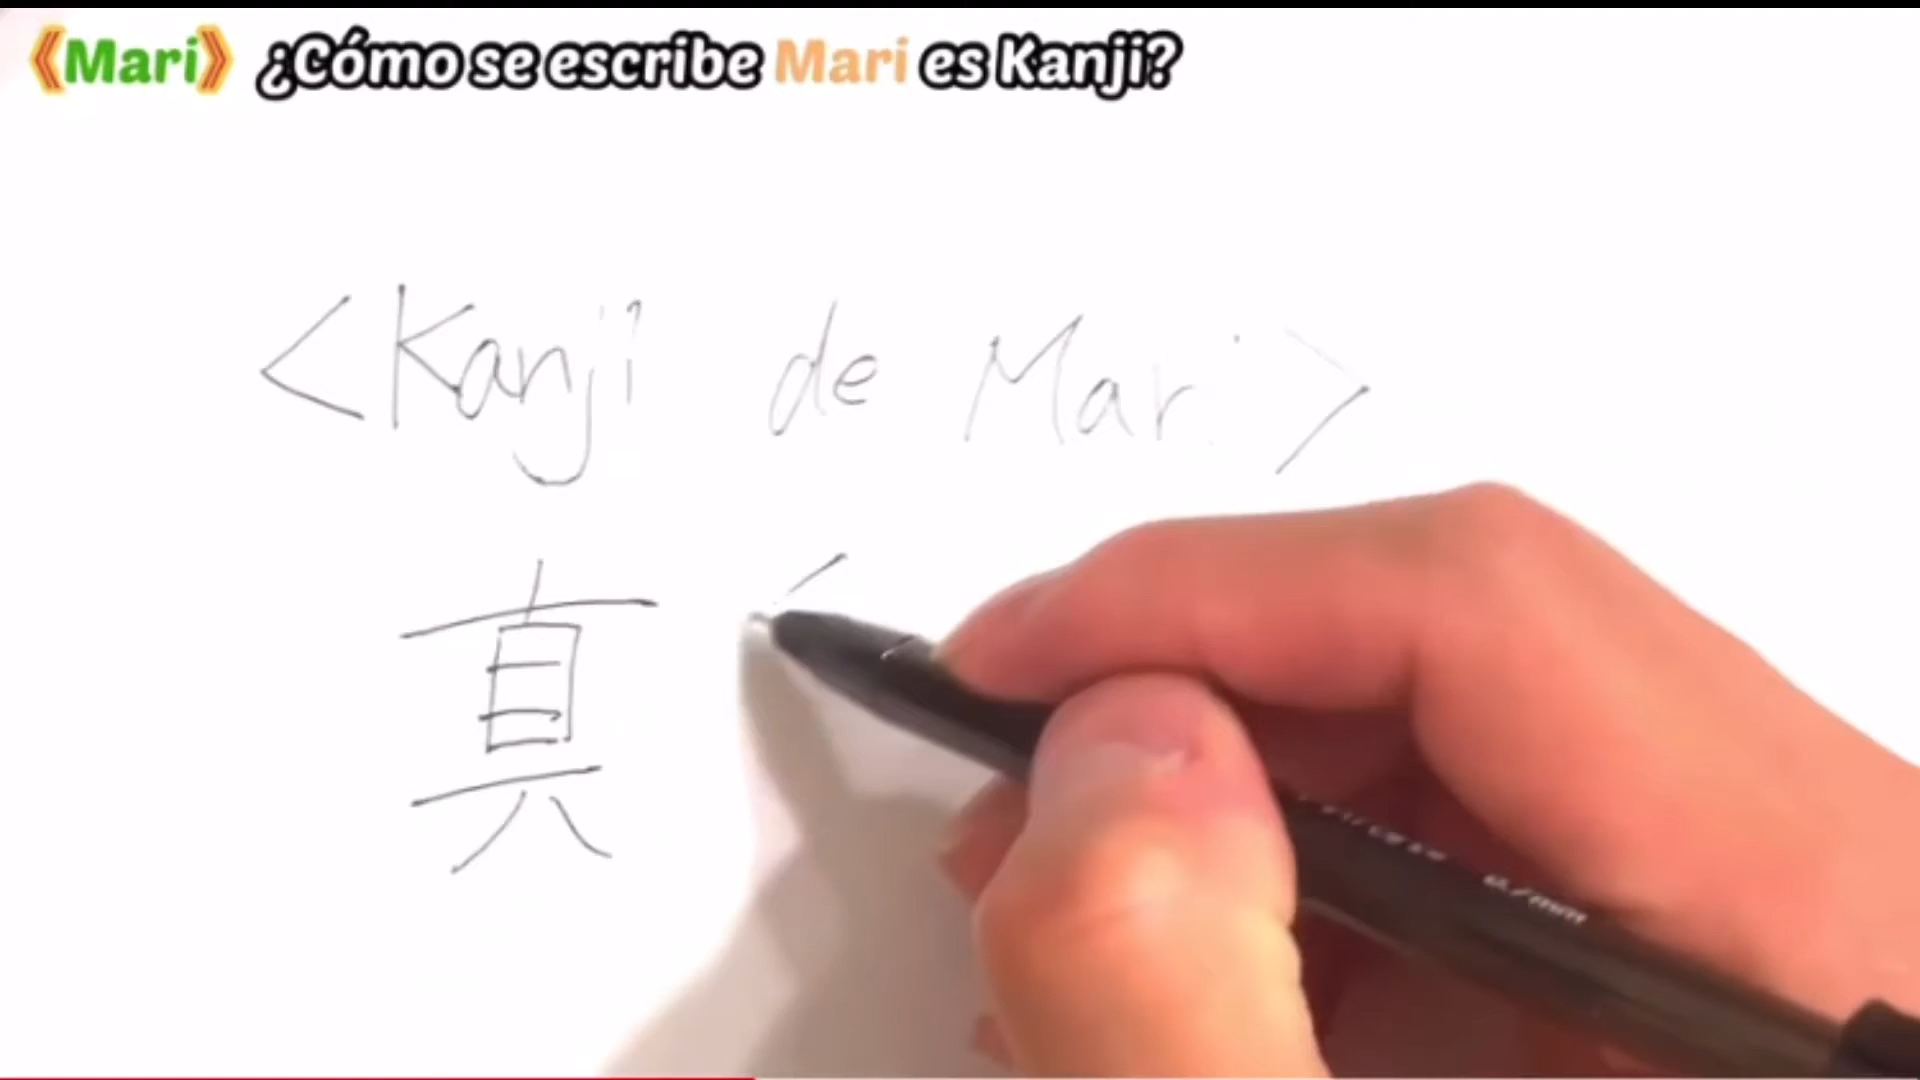 《Mari》 ¿Cómo se escribe Mari es Kanji?
<Kanji de Mari>
真